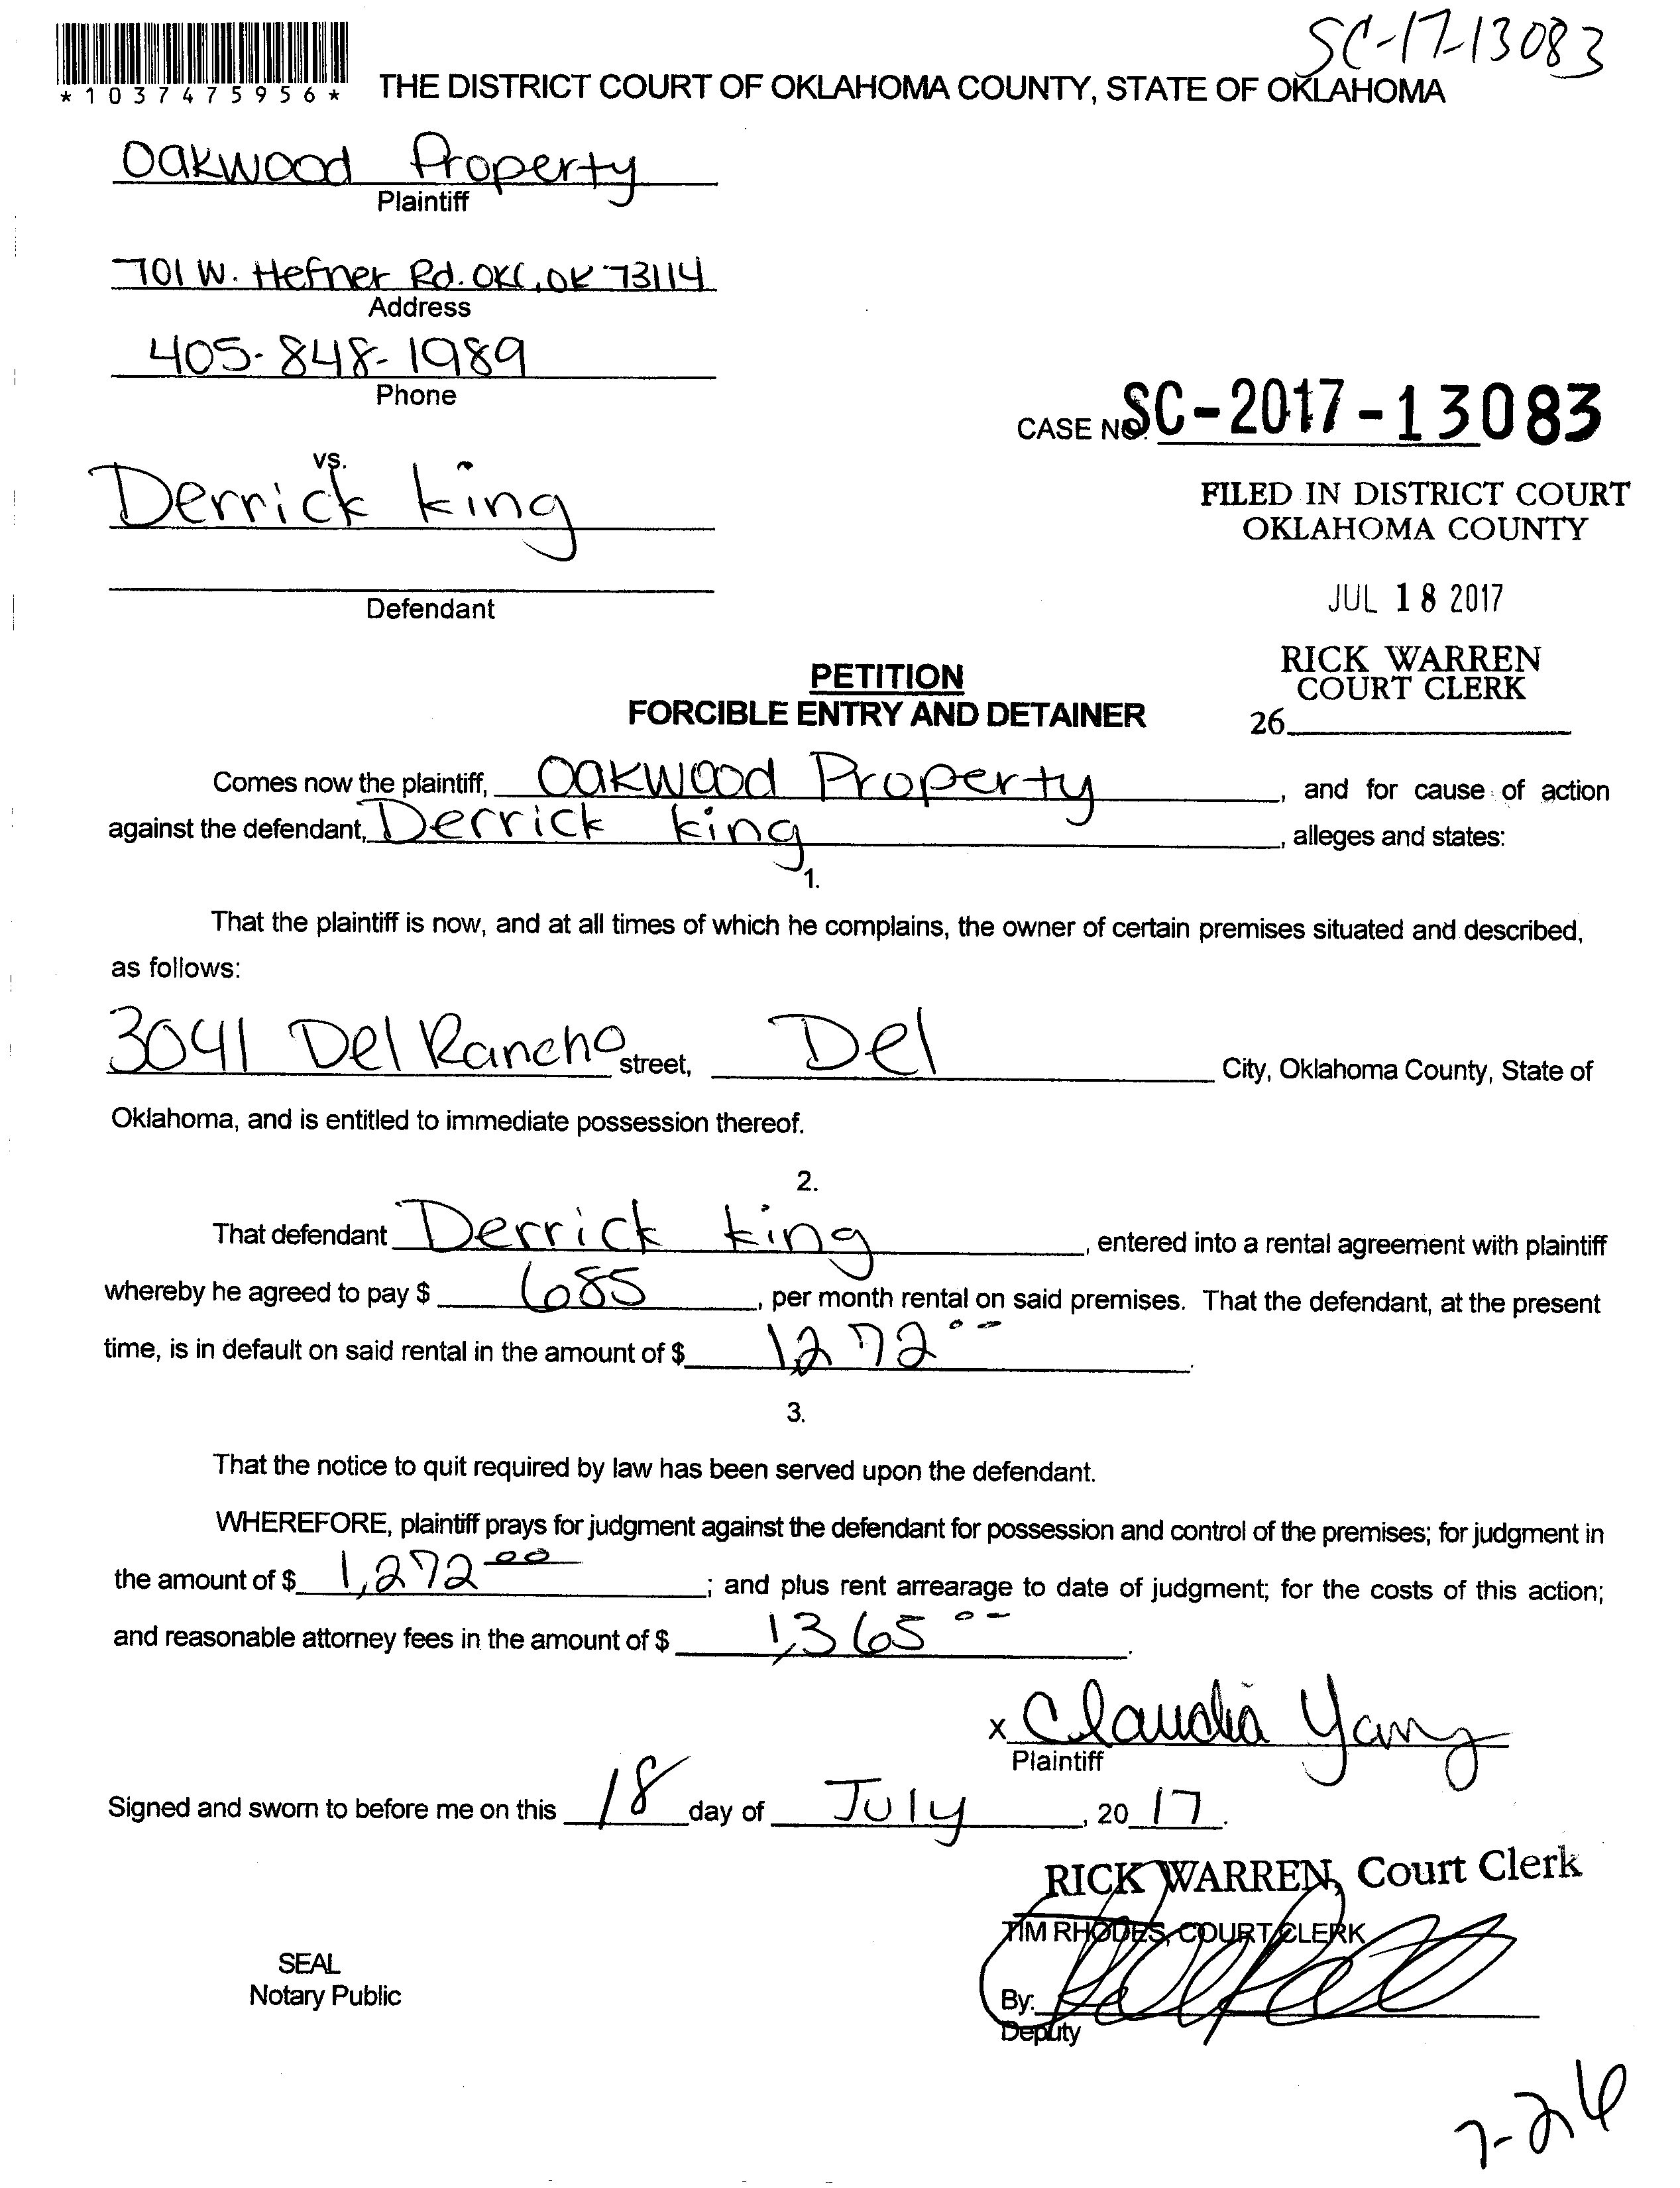 SC-17-13083
*1037475956*
THE DISTRICT COURT OF OKLAHOMA COUNTY, STATE OF OKLAHOMA
Oakwood Property
Plaintiff
701 W. Hefner Rd. OKC, OK 73114
Address
405-848-1989
Phone
CASE NO. SC-2017-13083
vs.
Derrick King
Defendant
FILED IN DISTRICT COURT
OKLAHOMA COUNTY
JUL 18 2017
RICK WARREN
COURT CLERK
26
PETITION
FORCIBLE ENTRY AND DETAINER
Comes now the plaintiff, Oakwood Property, and for cause of action
against the defendant, Derrick King, alleges and states:
1.
That the plaintiff is now, and at all times of which he complains, the owner of certain premises situated and described,
as follows:
3041 Del Rancho street, Del City, Oklahoma County, State of
Oklahoma, and is entitled to immediate possession thereof.
2.
That defendant Derrick King, entered into a rental agreement with plaintiff
whereby he agreed to pay $ 685, per month rental on said premises. That the defendant, at the present
time, is in default on said rental in the amount of $ 1272 00.
3.
That the notice to quit required by law has been served upon the defendant.
WHEREFORE, plaintiff prays for judgment against the defendant for possession and control of the premises; for judgment in
the amount of $ 1,272 00; and plus rent arrearage to date of judgment; for the costs of this action;
and reasonable attorney fees in the amount of $ 1,365 00.
x Claudia Yang
Plaintiff
Signed and sworn to before me on this 18 day of July, 20 17.
RICK WARREN, Court Clerk
TIM RHODES, COURT CLERK
SEAL
Notary Public
By:
Deputy
7-26